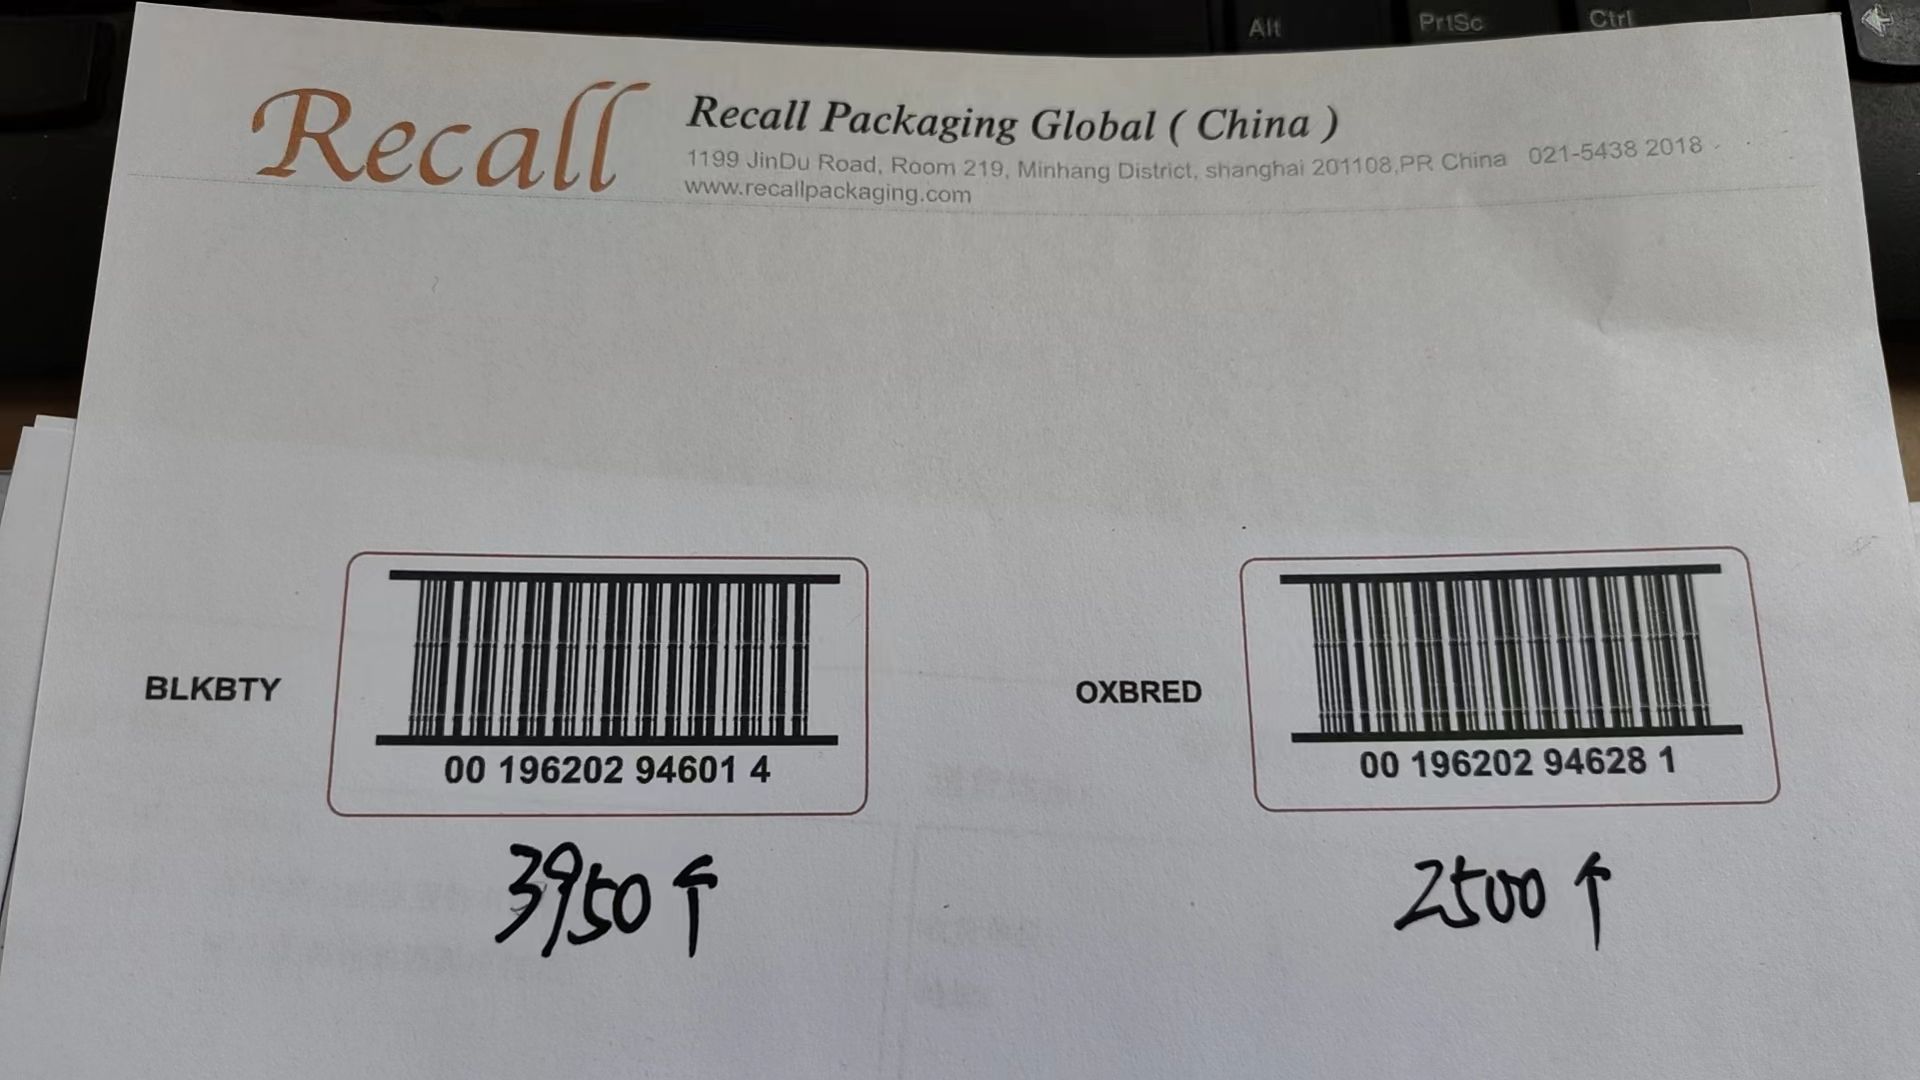 Alt PrtSc Ctrl
Recall
Recall Packaging Global ( China )
1199 JinDu Road, Room 219, Minhang District, shanghai 201108,PR China 021-5438 2018
www.recallpackaging.com
BLKBTY
00 196202 94601 4
3950个
OXBRED
00 196202 94628 1
2500个